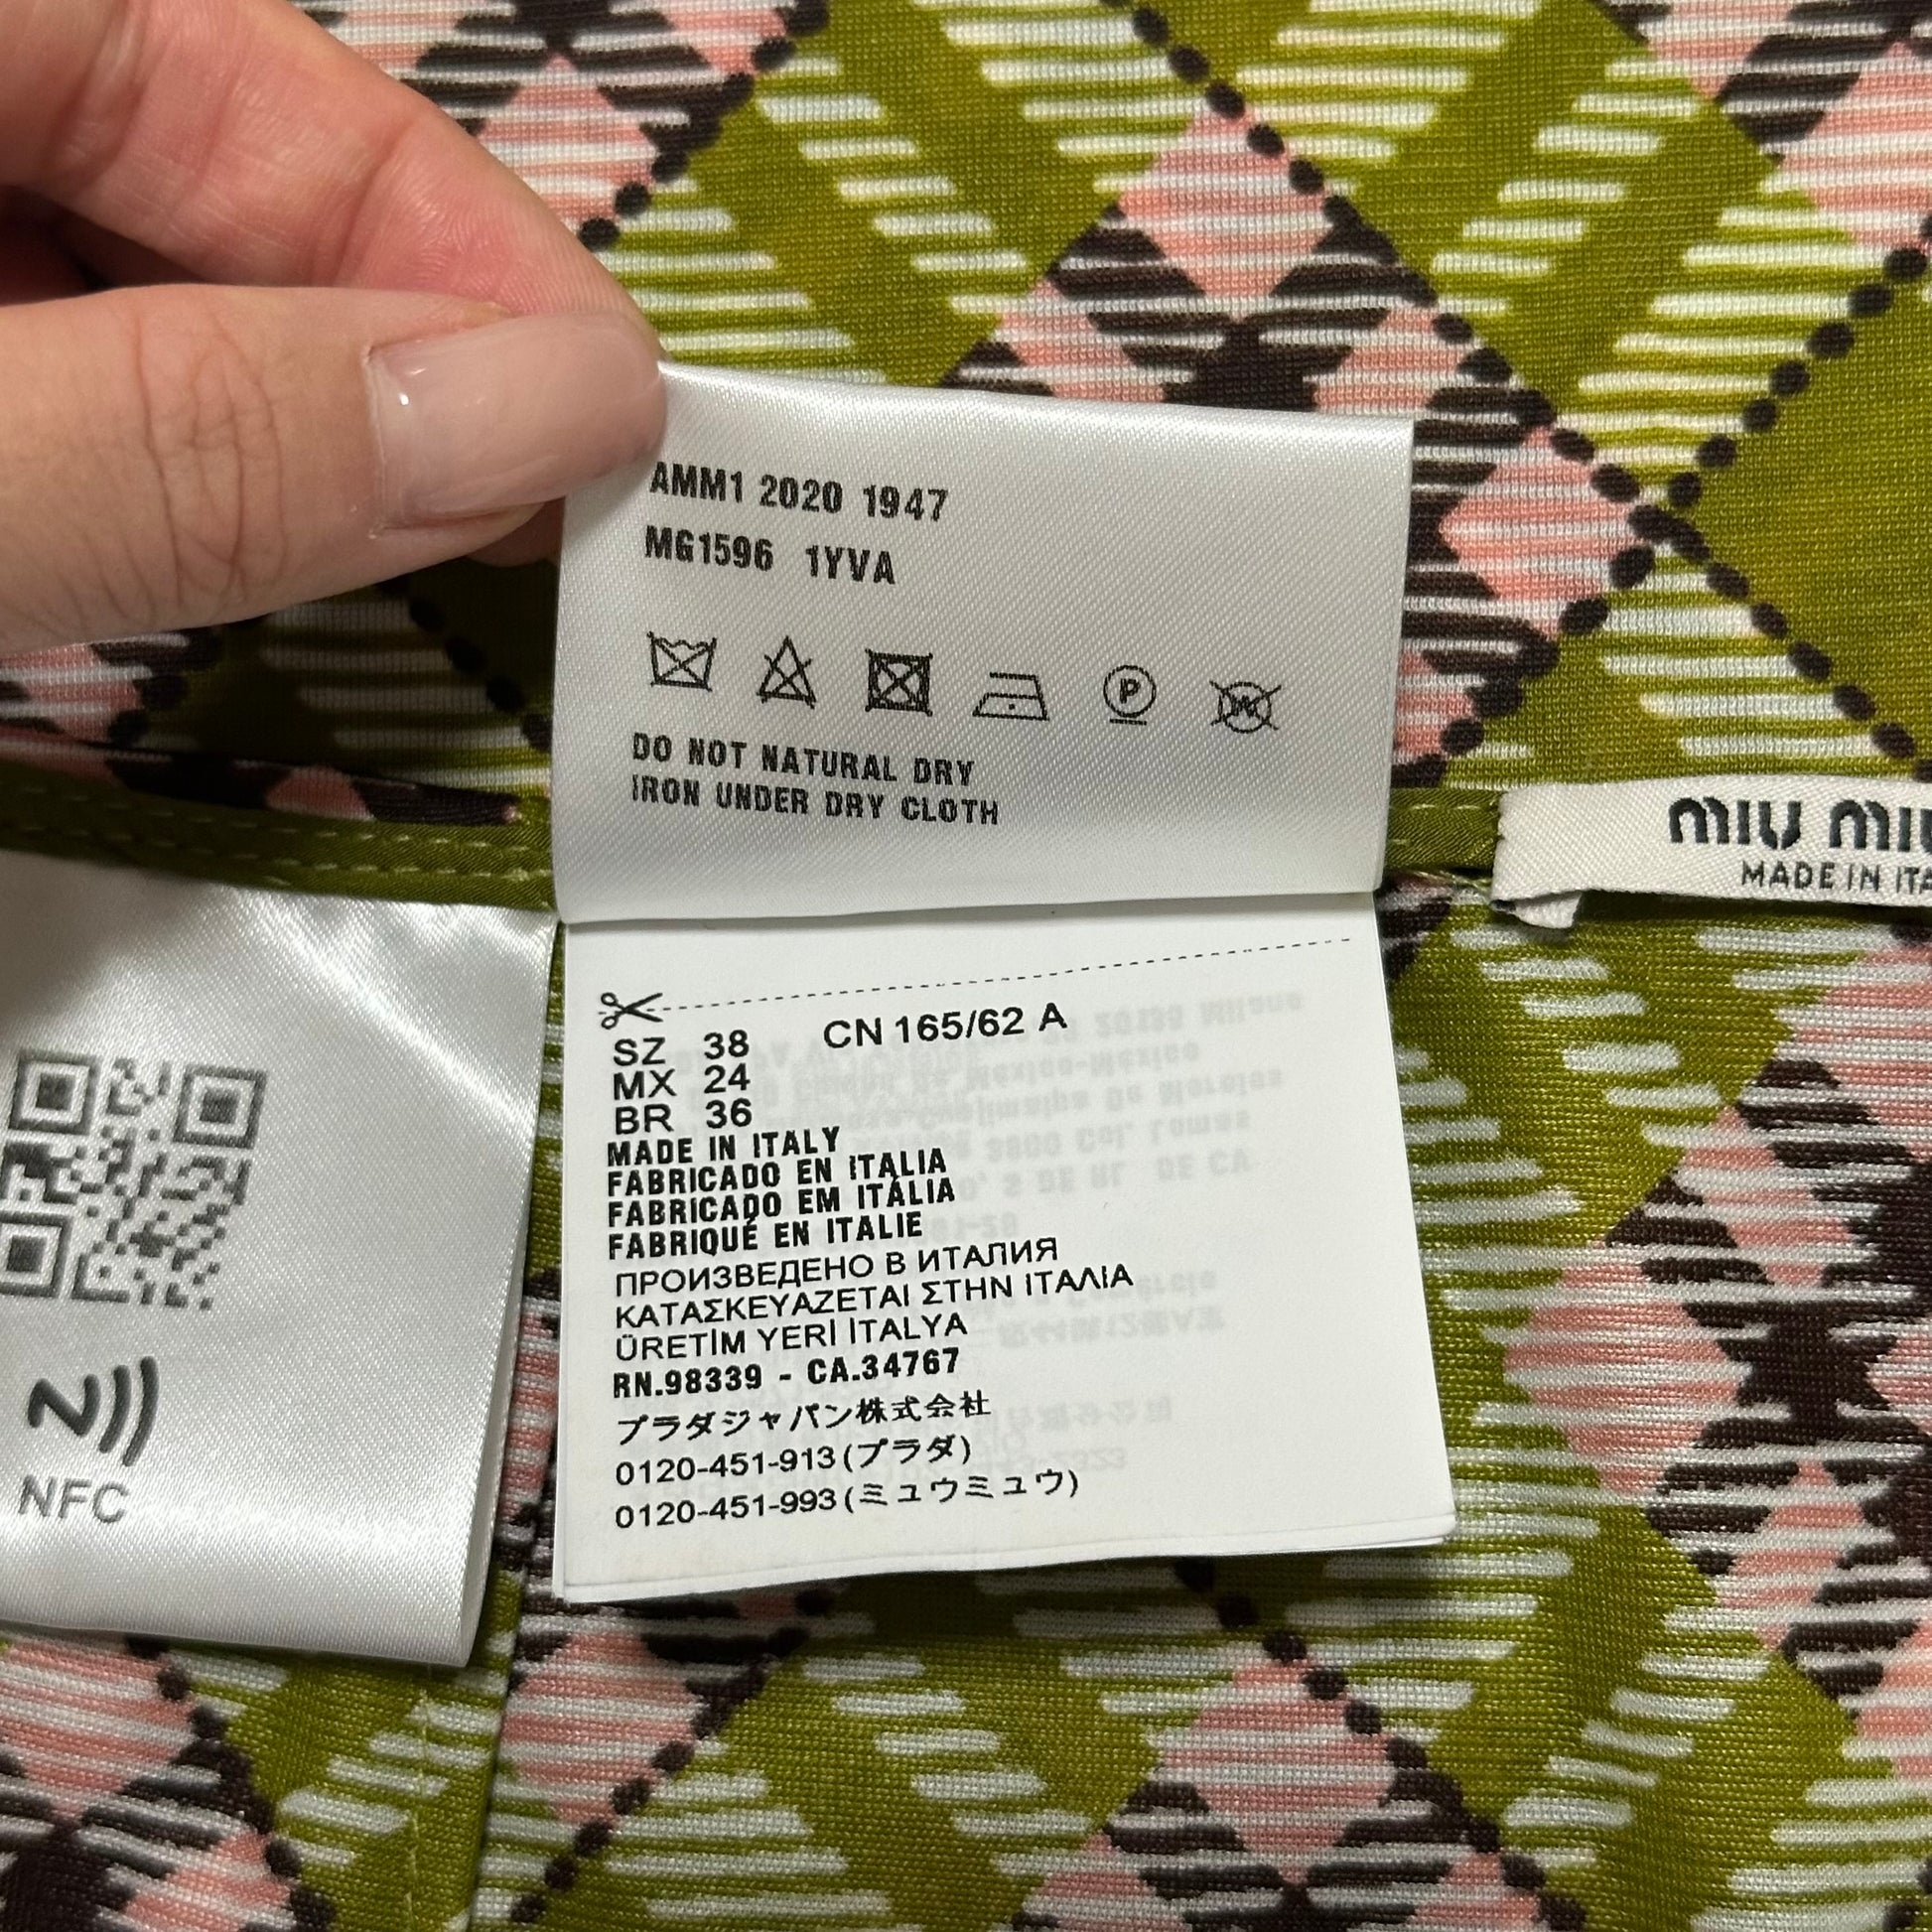 AMM1 2020 1947
MG1596 1YVA
P
W
DO NOT NATURAL DRY
IRON UNDER DRY CLOTH
MIU MIU
MADE IN ITA
SZ 38 CN 165/62 A
MX 24
BR 36
MADE IN ITALY
FABRICADO EN ITALIA
FABRICADO EM ITÁLIA
FABRIQUÉ EN ITALIE
ПРОИЗВЕДЕНО В ИТАЛИЯ
ΚΑΤΑΣΚΕΥΑΖΕΤΑΙ ΣΤΗΝ ΙΤΑΛΙΑ
ÜRETİM YERİ İTALYA
RN.98339 - CA.34767
プラダジャパン株式会社
0120-451-913(プラダ)
0120-451-993(ミュウミュウ)
NFC